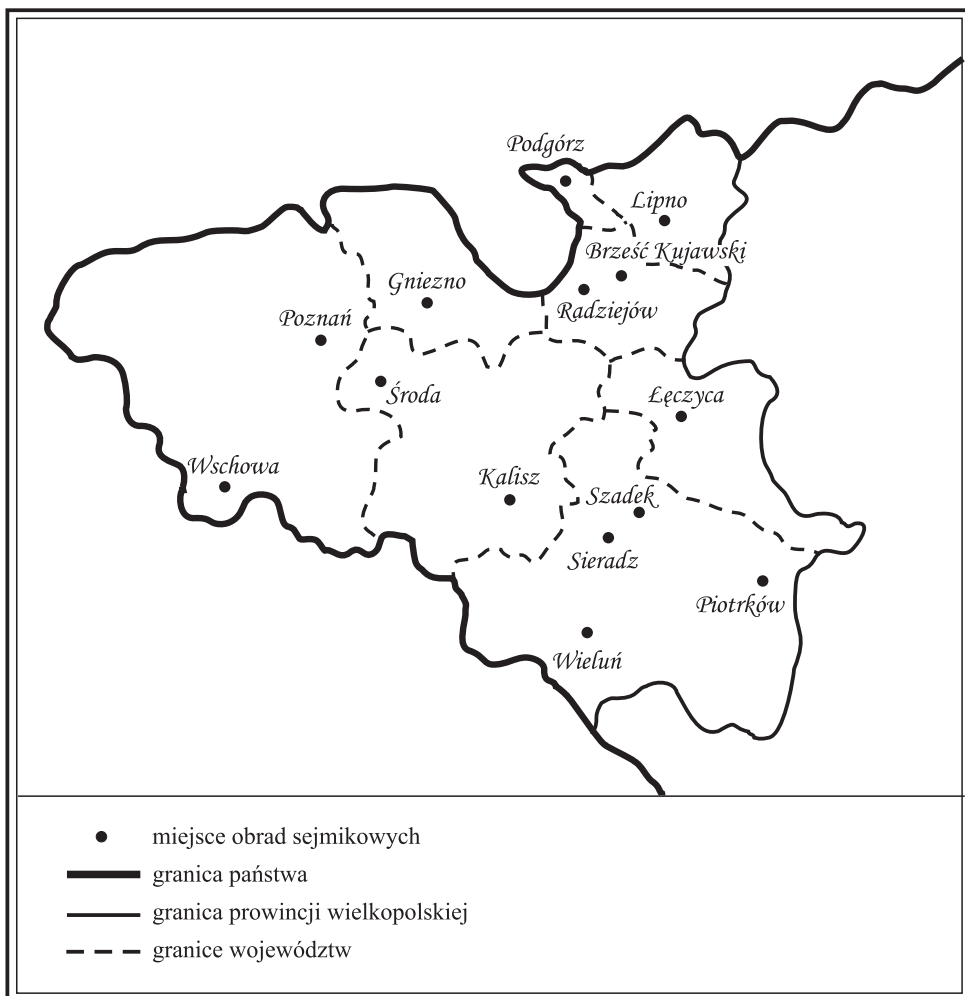 Podgórz
Lipno
Brześć Kujawski
Gniezno
Radziejów
Poznań
Środa
Łęczyca
Wschowa
Kalisz
Szadek
Sieradz
Piotrków
Wieluń
miejsce obrad sejmikowych
granica państwa
granica prowincji wielkopolskiej
granice województw